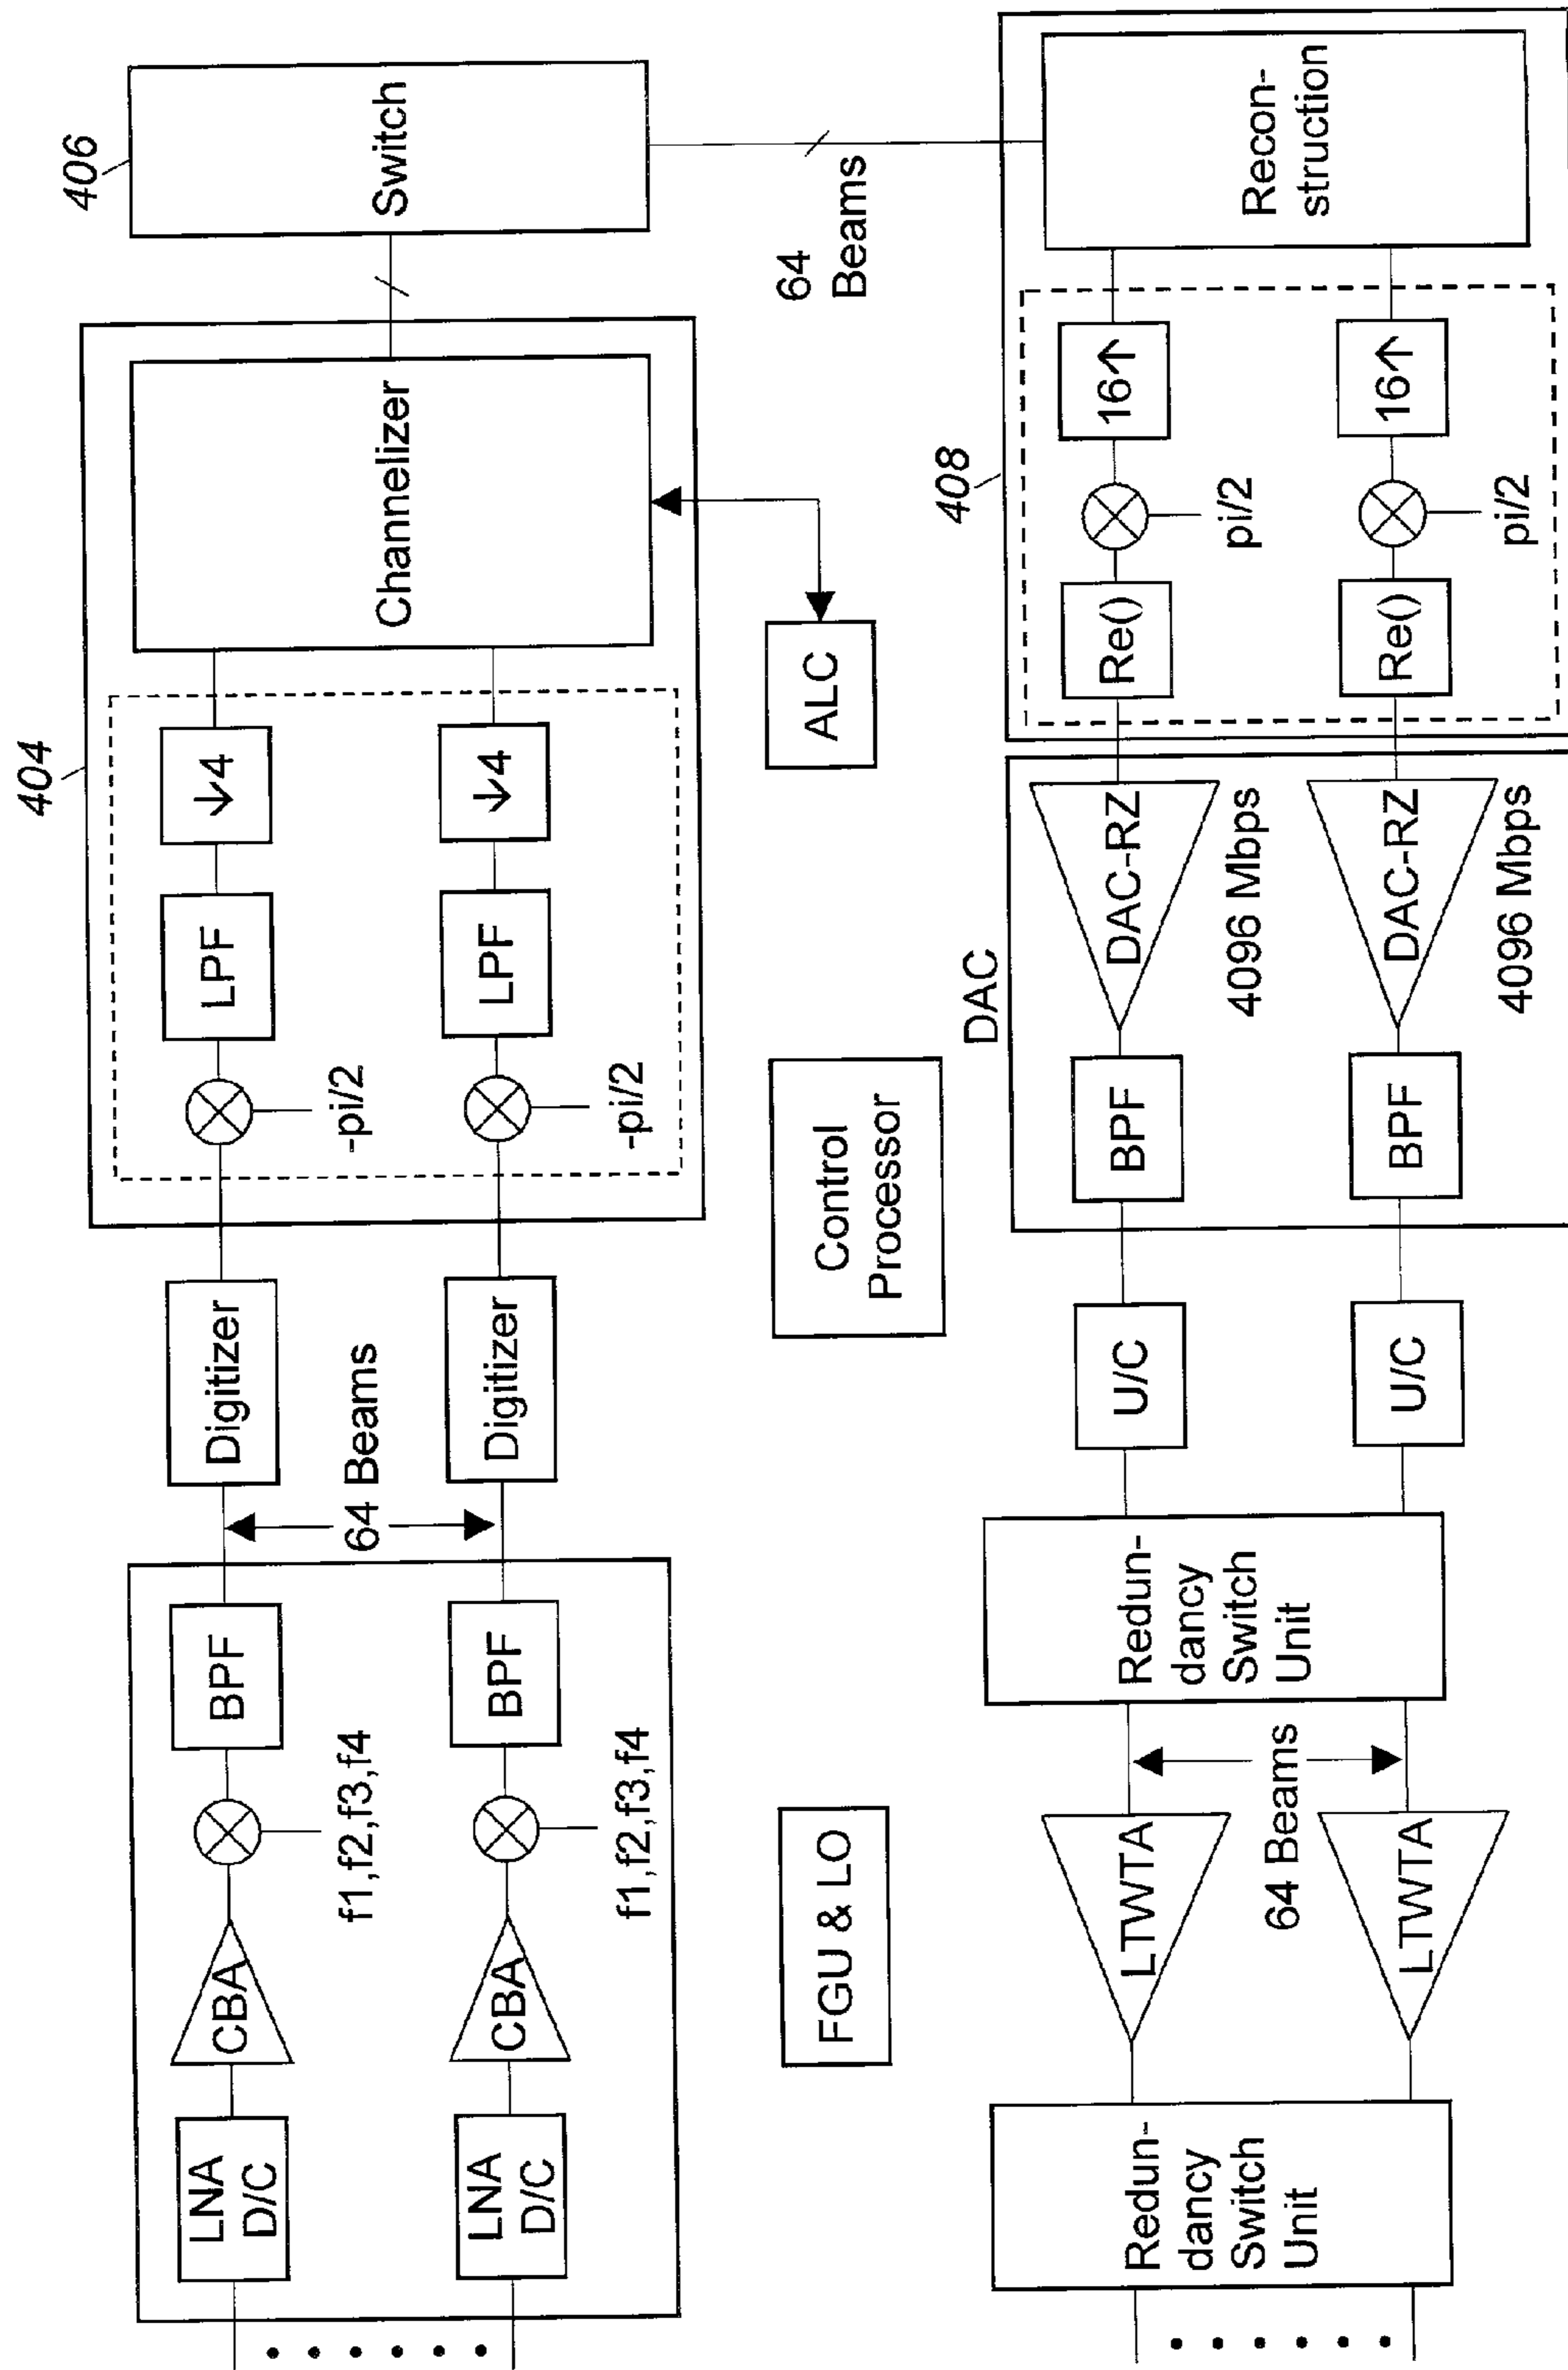 404
406
LNA
D/C
CBA
f1,f2,f3,f4
BPF
Digitizer
-pi/2
LPF
↓4
Channelizer
Switch
64 Beams
LNA
D/C
CBA
f1,f2,f3,f4
BPF
Digitizer
-pi/2
LPF
↓4
FGU & LO
Control
Processor
ALC
64
Beams
408
DAC
Redun-
dancy
Switch
Unit
LTWTA
64 Beams
LTWTA
Redun-
dancy
Switch
Unit
U/C
BPF
DAC-RZ
4096 Mbps
Re()
pi/2
16↑
U/C
BPF
DAC-RZ
4096 Mbps
Re()
pi/2
16↑
Recon-
struction